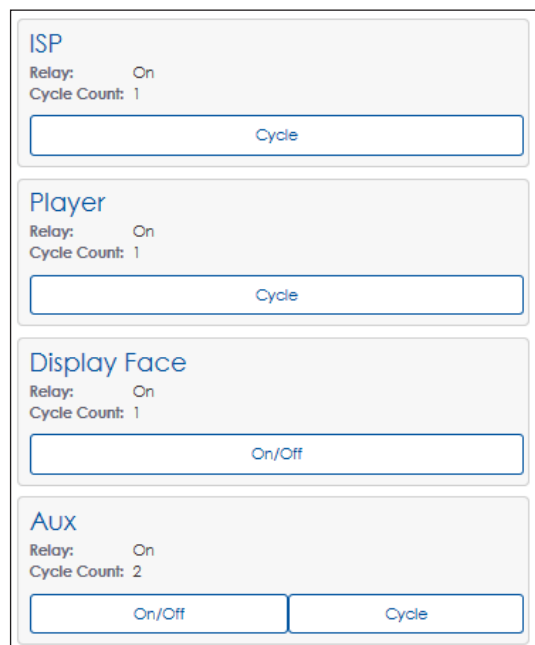 ISP
Relay: On
Cycle Count: 1
Cycle
Player
Relay: On
Cycle Count: 1
Cycle
Display Face
Relay: On
Cycle Count: 1
On/Off
Aux
Relay: On
Cycle Count: 2
On/Off Cycle